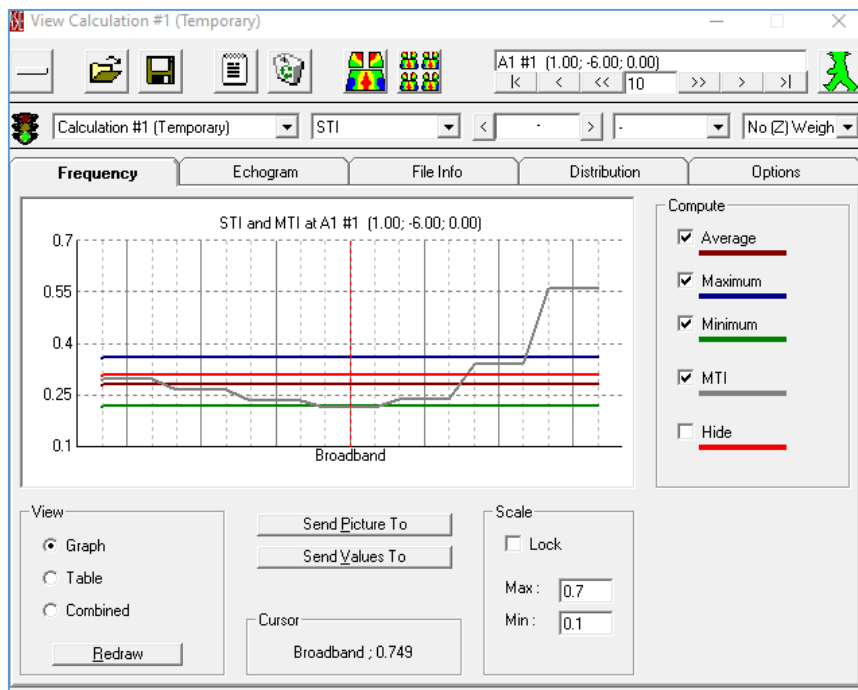 View Calculation #1 (Temporary)
A1 #1 (1.00; -6.00; 0.00)
|< < << 10 >> > >|
Calculation #1 (Temporary) STI < - > - No (Z) Weigh
Frequency Echogram File Info Distribution Options
STI and MTI at A1 #1 (1.00; -6.00; 0.00)
0.7
0.55
0.4
0.25
0.1
Broadband
Compute
Average
Maximum
Minimum
MTI
Hide
View
Graph
Table
Combined
Redraw
Send Picture To
Send Values To
Cursor
Broadband ; 0.749
Scale
Lock
Max : 0.7
Min : 0.1